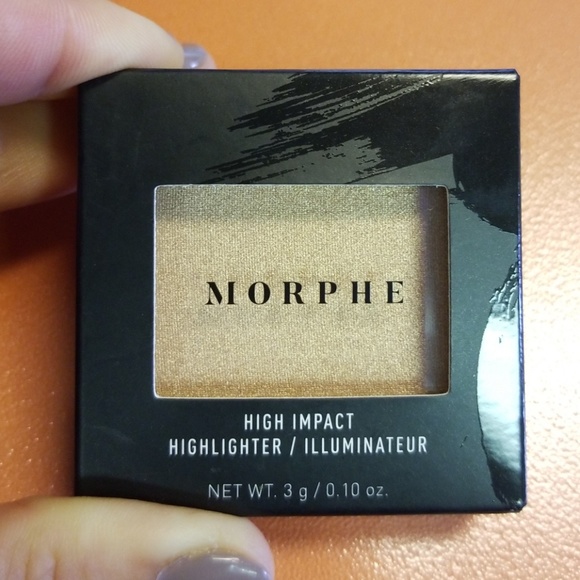 MORPHE
HIGH IMPACT
HIGHLIGHTER / ILLUMINATEUR
NET WT. 3 g / 0.10 oz.